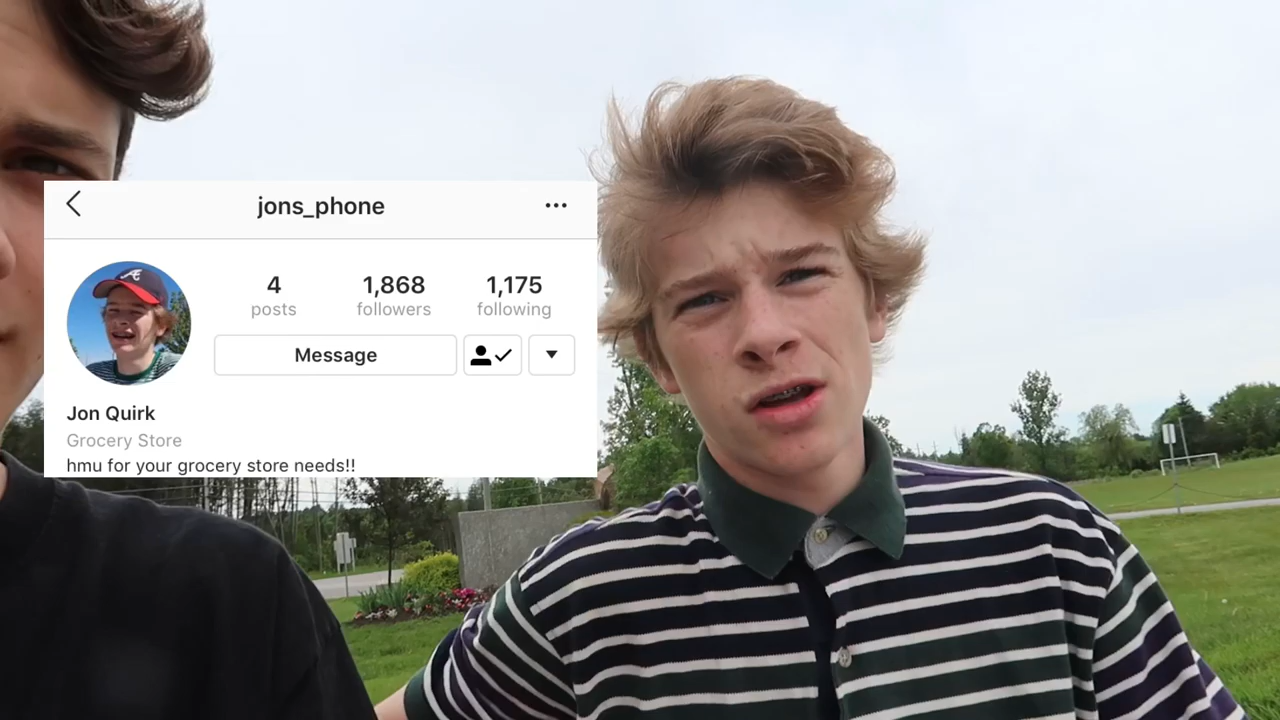 jons_phone
4
1,868
1,175
posts
followers
following
Message
Jon Quirk
Grocery Store
hmu for your grocery store needs!!